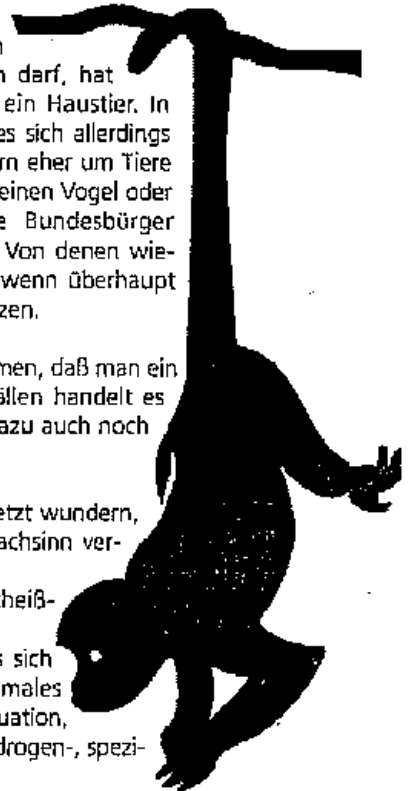 n darf, hat
ein Haustier. In
es sich allerdings
rn eher um Tiere
einen Vogel oder
e Bundesbürger
Von denen wie-
wenn überhaupt
zen.
men, daß man ein
ällen handelt es
azu auch noch
etzt wundern,
achsinn ver-
heiß-
s sich
males
uation,
drogen-, spezi-